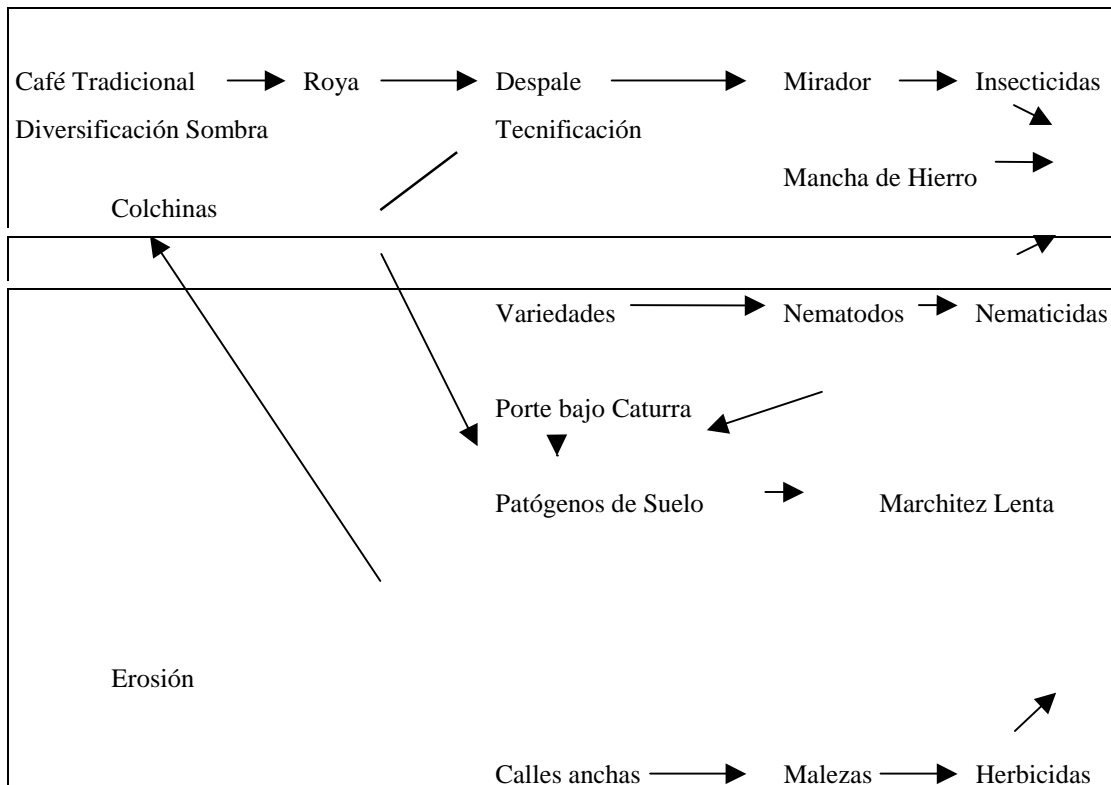 Café Tradicional Roya Despale Mirador Insecticidas
Diversificación Sombra Tecnificación
Mancha de Hierro
Colchinas
Variedades Nematodos Nematicidas
Porte bajo Caturra
Patógenos de Suelo Marchitez Lenta
Erosión
Calles anchas Malezas Herbicidas